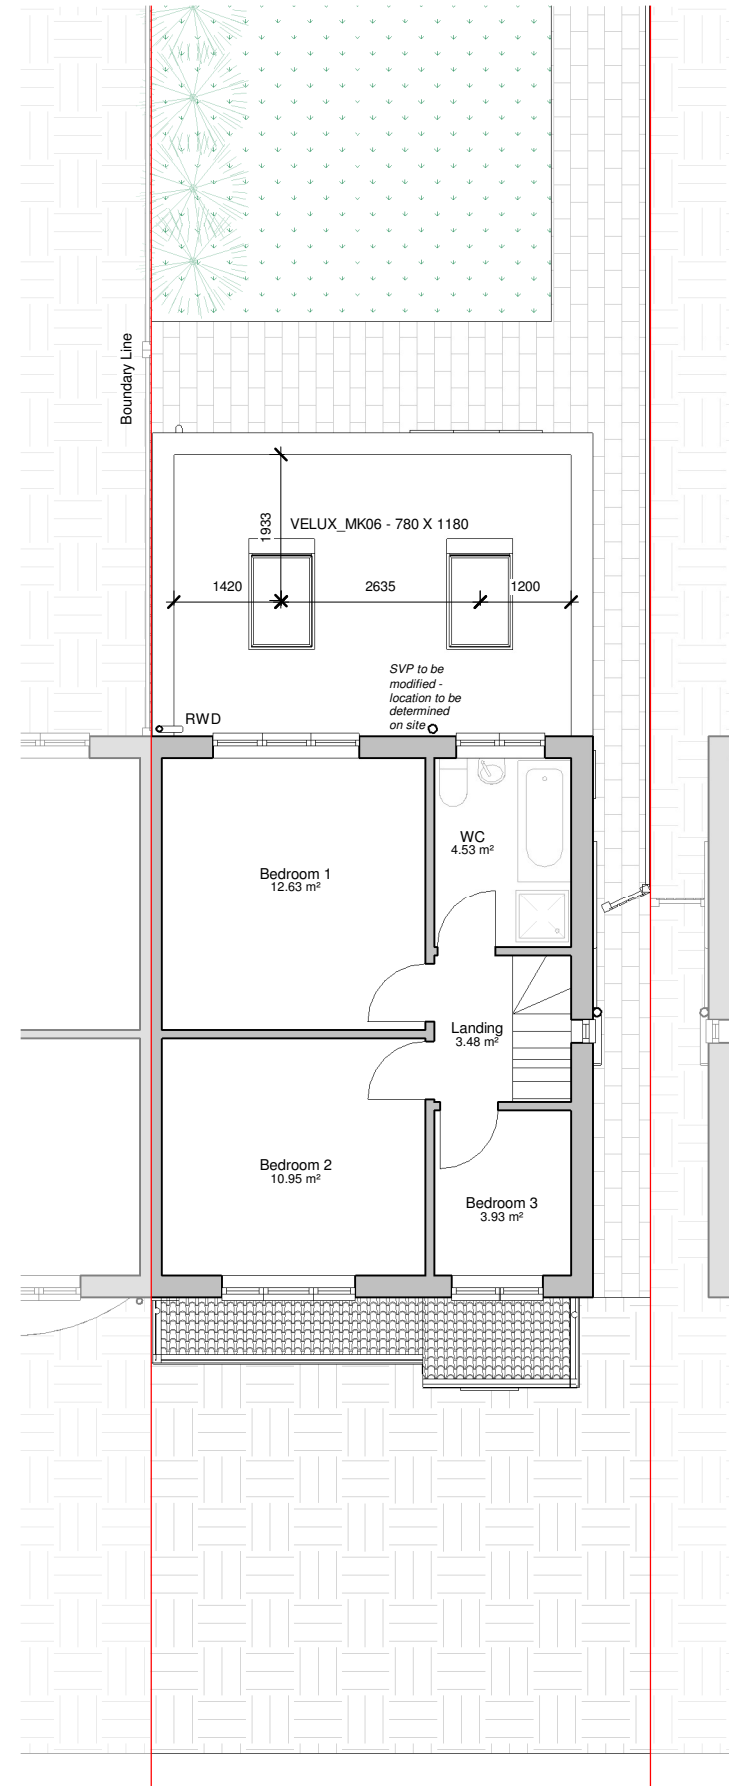 Boundary Line
1933
VELUX_MK06 - 780 X 1180
1420
2635
1200
SVP to be
modified -
location to be
determined
on site
RWD
WC
4.53 m²
Bedroom 1
12.63 m²
Landing
3.48 m²
Bedroom 2
10.95 m²
Bedroom 3
3.93 m²